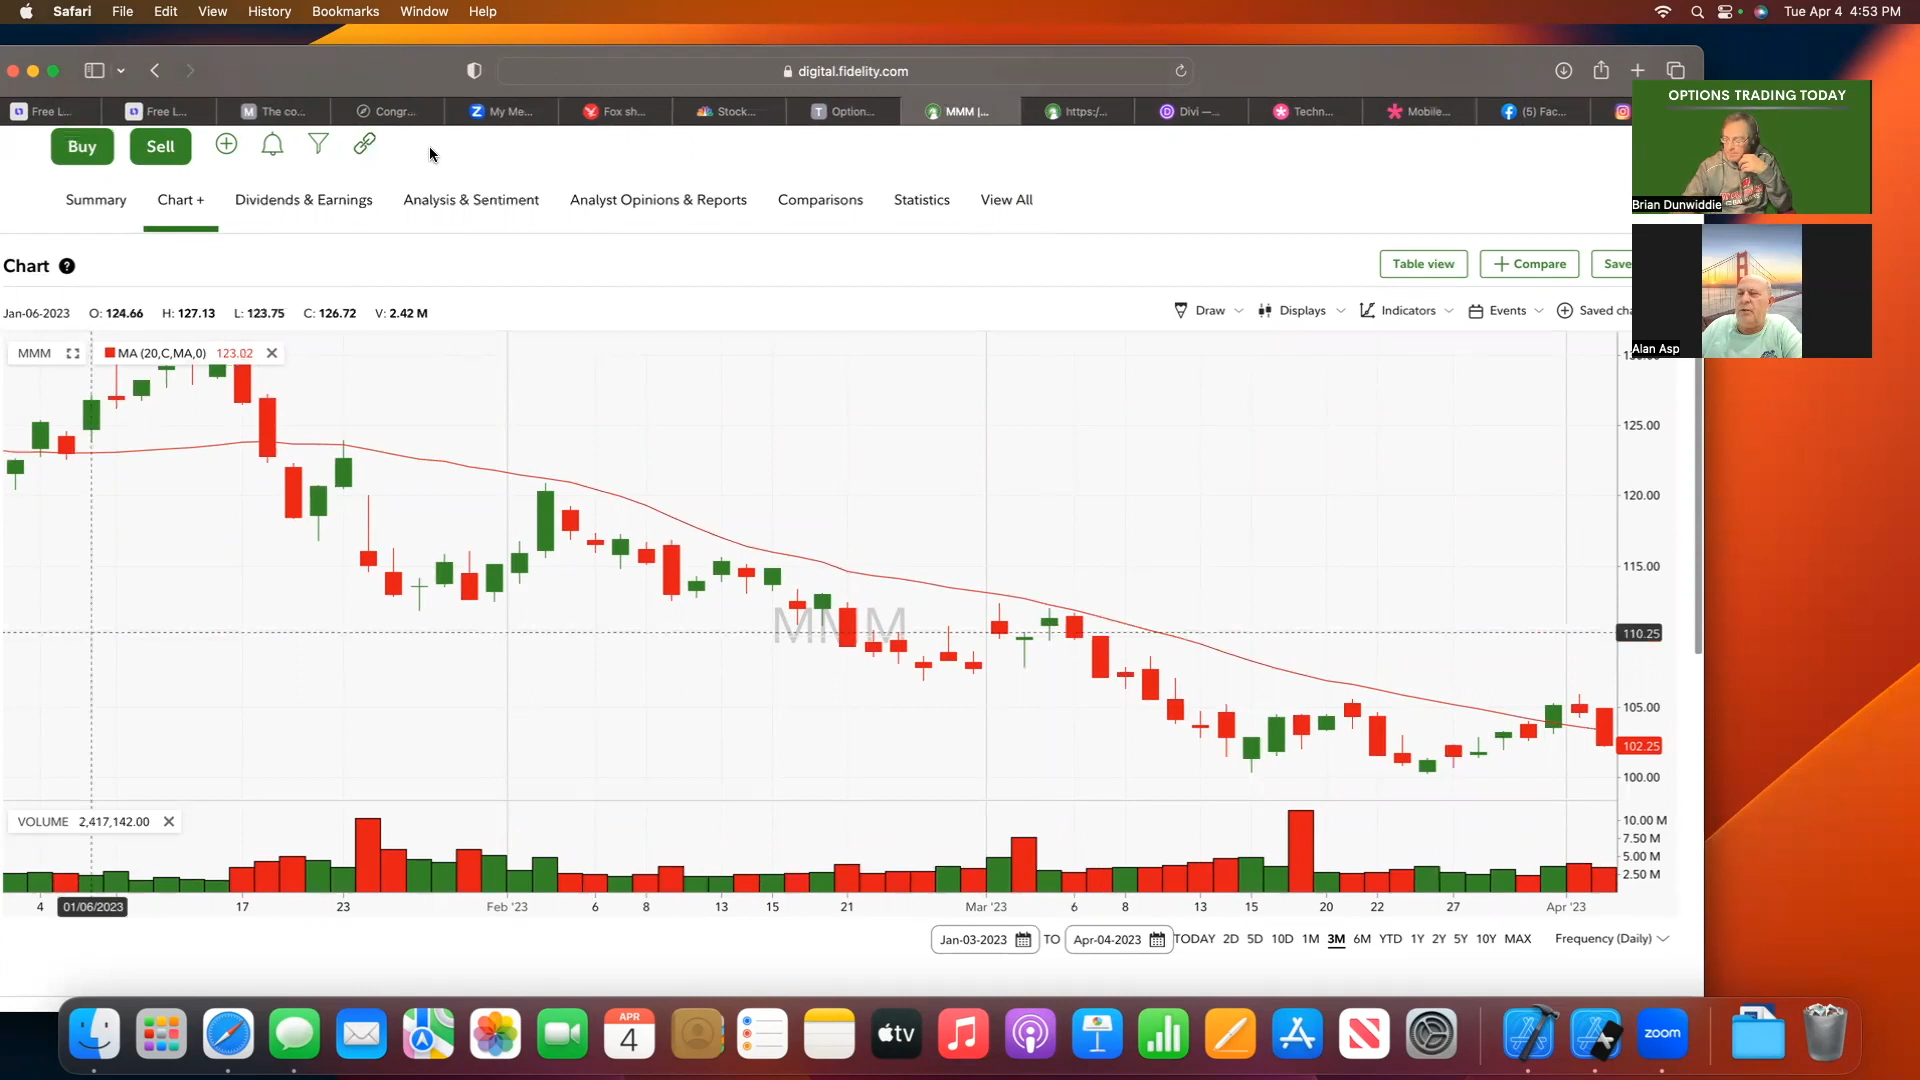 Safari File Edit View History Bookmarks Window Help Tue Apr 4 4:53 PM
digital.fidelity.com
Free L... Free L... The co... Congr... My Me... Fox sh... Stock... Option... MMM |... https:/... Divi —... Techn... Mobile... (5) Fac...
OPTIONS TRADING TODAY
Brian Dunwiddie
Alan Asp
Buy Sell
Summary Chart + Dividends & Earnings Analysis & Sentiment Analyst Opinions & Reports Comparisons Statistics View All
Chart ?
Table view + Compare Save
Jan-06-2023 O: 124.66 H: 127.13 L: 123.75 C: 126.72 V: 2.42 M
Draw Displays Indicators Events Saved cha
MMM MA (20,C,MA,0) 123.02
125.00
120.00
115.00
MMM
110.25
105.00
102.25
100.00
VOLUME 2,417,142.00
10.00 M
7.50 M
5.00 M
2.50 M
4 01/06/2023 17 23 Feb '23 6 8 13 15 21 Mar '23 6 8 13 15 20 22 27 Apr '23
Jan-03-2023 TO Apr-04-2023 TODAY 2D 5D 10D 1M 3M 6M YTD 1Y 2Y 5Y 10Y MAX Frequency (Daily)
APR
4
tv
zoom